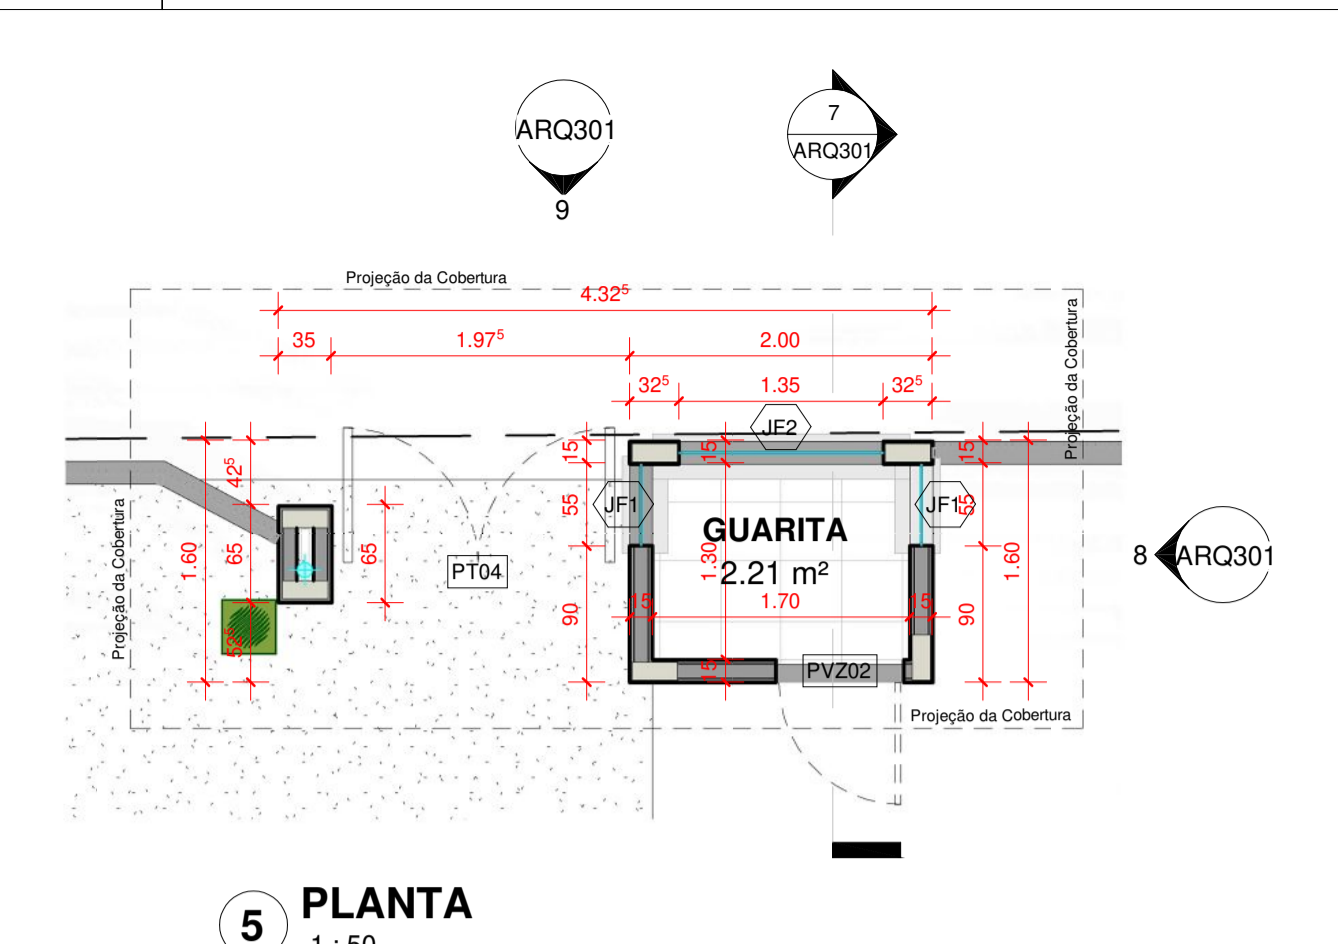 ARQ301
9
7
ARQ301
Projeção da Cobertura
4.32⁵
35
1.97⁵
2.00
32⁵
1.35
32⁵
JF2
Projeção da Cobertura
15
15
15
42⁵
55
JF1
JF1
55
GUARITA
2.21 m²
1.30
1.60
65
65
PT04
1.60
8
ARQ301
Projeção da Cobertura
90
15
1.70
15
90
52⁵
15
PVZ02
Projeção da Cobertura
5
PLANTA
1 : 50